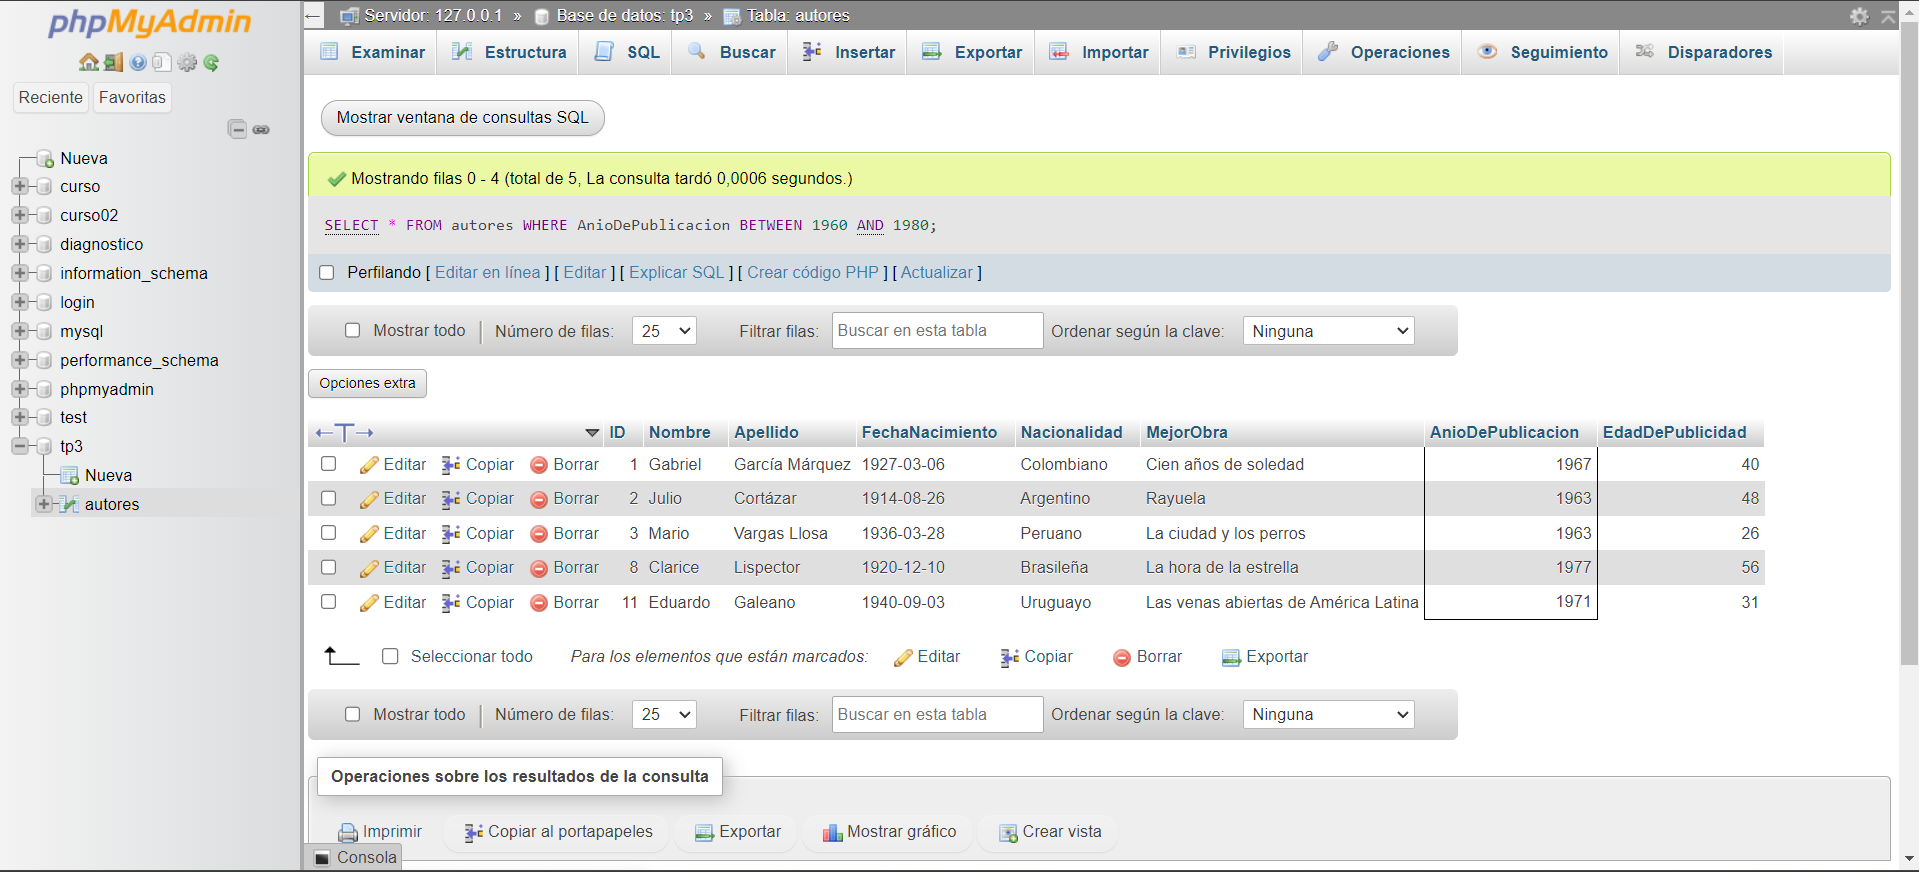 phpMyAdmin
Reciente Favoritas
Nueva
curso
curso02
diagnostico
information_schema
login
mysql
performance_schema
phpmyadmin
test
tp3
Nueva
autores
Servidor: 127.0.0.1 » Base de datos: tp3 » Tabla: autores
Examinar Estructura SQL Buscar Insertar Exportar Importar Privilegios Operaciones Seguimiento Disparadores
Mostrar ventana de consultas SQL
Mostrando filas 0 - 4 (total de 5, La consulta tardó 0,0006 segundos.)
SELECT * FROM autores WHERE AnioDePublicacion BETWEEN 1960 AND 1980;
Perfilando [ Editar en línea ] [ Editar ] [ Explicar SQL ] [ Crear código PHP ] [ Actualizar ]
Mostrar todo Número de filas: 25 Filtrar filas: Buscar en esta tabla Ordenar según la clave: Ninguna
Opciones extra
ID Nombre Apellido FechaNacimiento Nacionalidad MejorObra AnioDePublicacion EdadDePublicidad
Editar Copiar Borrar 1 Gabriel García Márquez 1927-03-06 Colombiano Cien años de soledad 1967 40
Editar Copiar Borrar 2 Julio Cortázar 1914-08-26 Argentino Rayuela 1963 48
Editar Copiar Borrar 3 Mario Vargas Llosa 1936-03-28 Peruano La ciudad y los perros 1963 26
Editar Copiar Borrar 8 Clarice Lispector 1920-12-10 Brasileña La hora de la estrella 1977 56
Editar Copiar Borrar 11 Eduardo Galeano 1940-09-03 Uruguayo Las venas abiertas de América Latina 1971 31
Seleccionar todo Para los elementos que están marcados: Editar Copiar Borrar Exportar
Mostrar todo Número de filas: 25 Filtrar filas: Buscar en esta tabla Ordenar según la clave: Ninguna
Operaciones sobre los resultados de la consulta
Imprimir Copiar al portapapeles Exportar Mostrar gráfico Crear vista
Consola